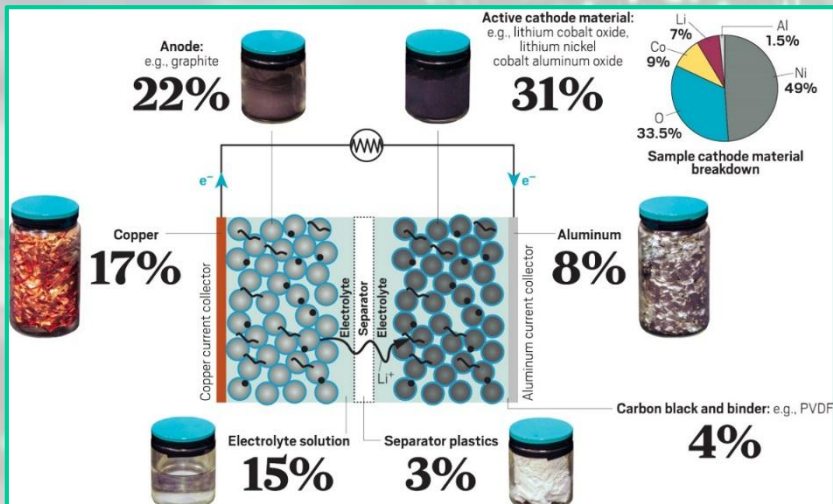 Anode:
e.g., graphite
22%
Active cathode material:
e.g., lithium cobalt oxide,
lithium nickel
cobalt aluminum oxide
31%
Li
7%
Al
1.5%
Co
9%
Ni
49%
O
33.5%
Sample cathode material
breakdown
e⁻
e⁻
Copper
17%
Copper current collector
Electrolyte
Separator
Electrolyte
Li⁺
Aluminum current collector
Aluminum
8%
Electrolyte solution
15%
Separator plastics
3%
Carbon black and binder: e.g., PVDF
4%